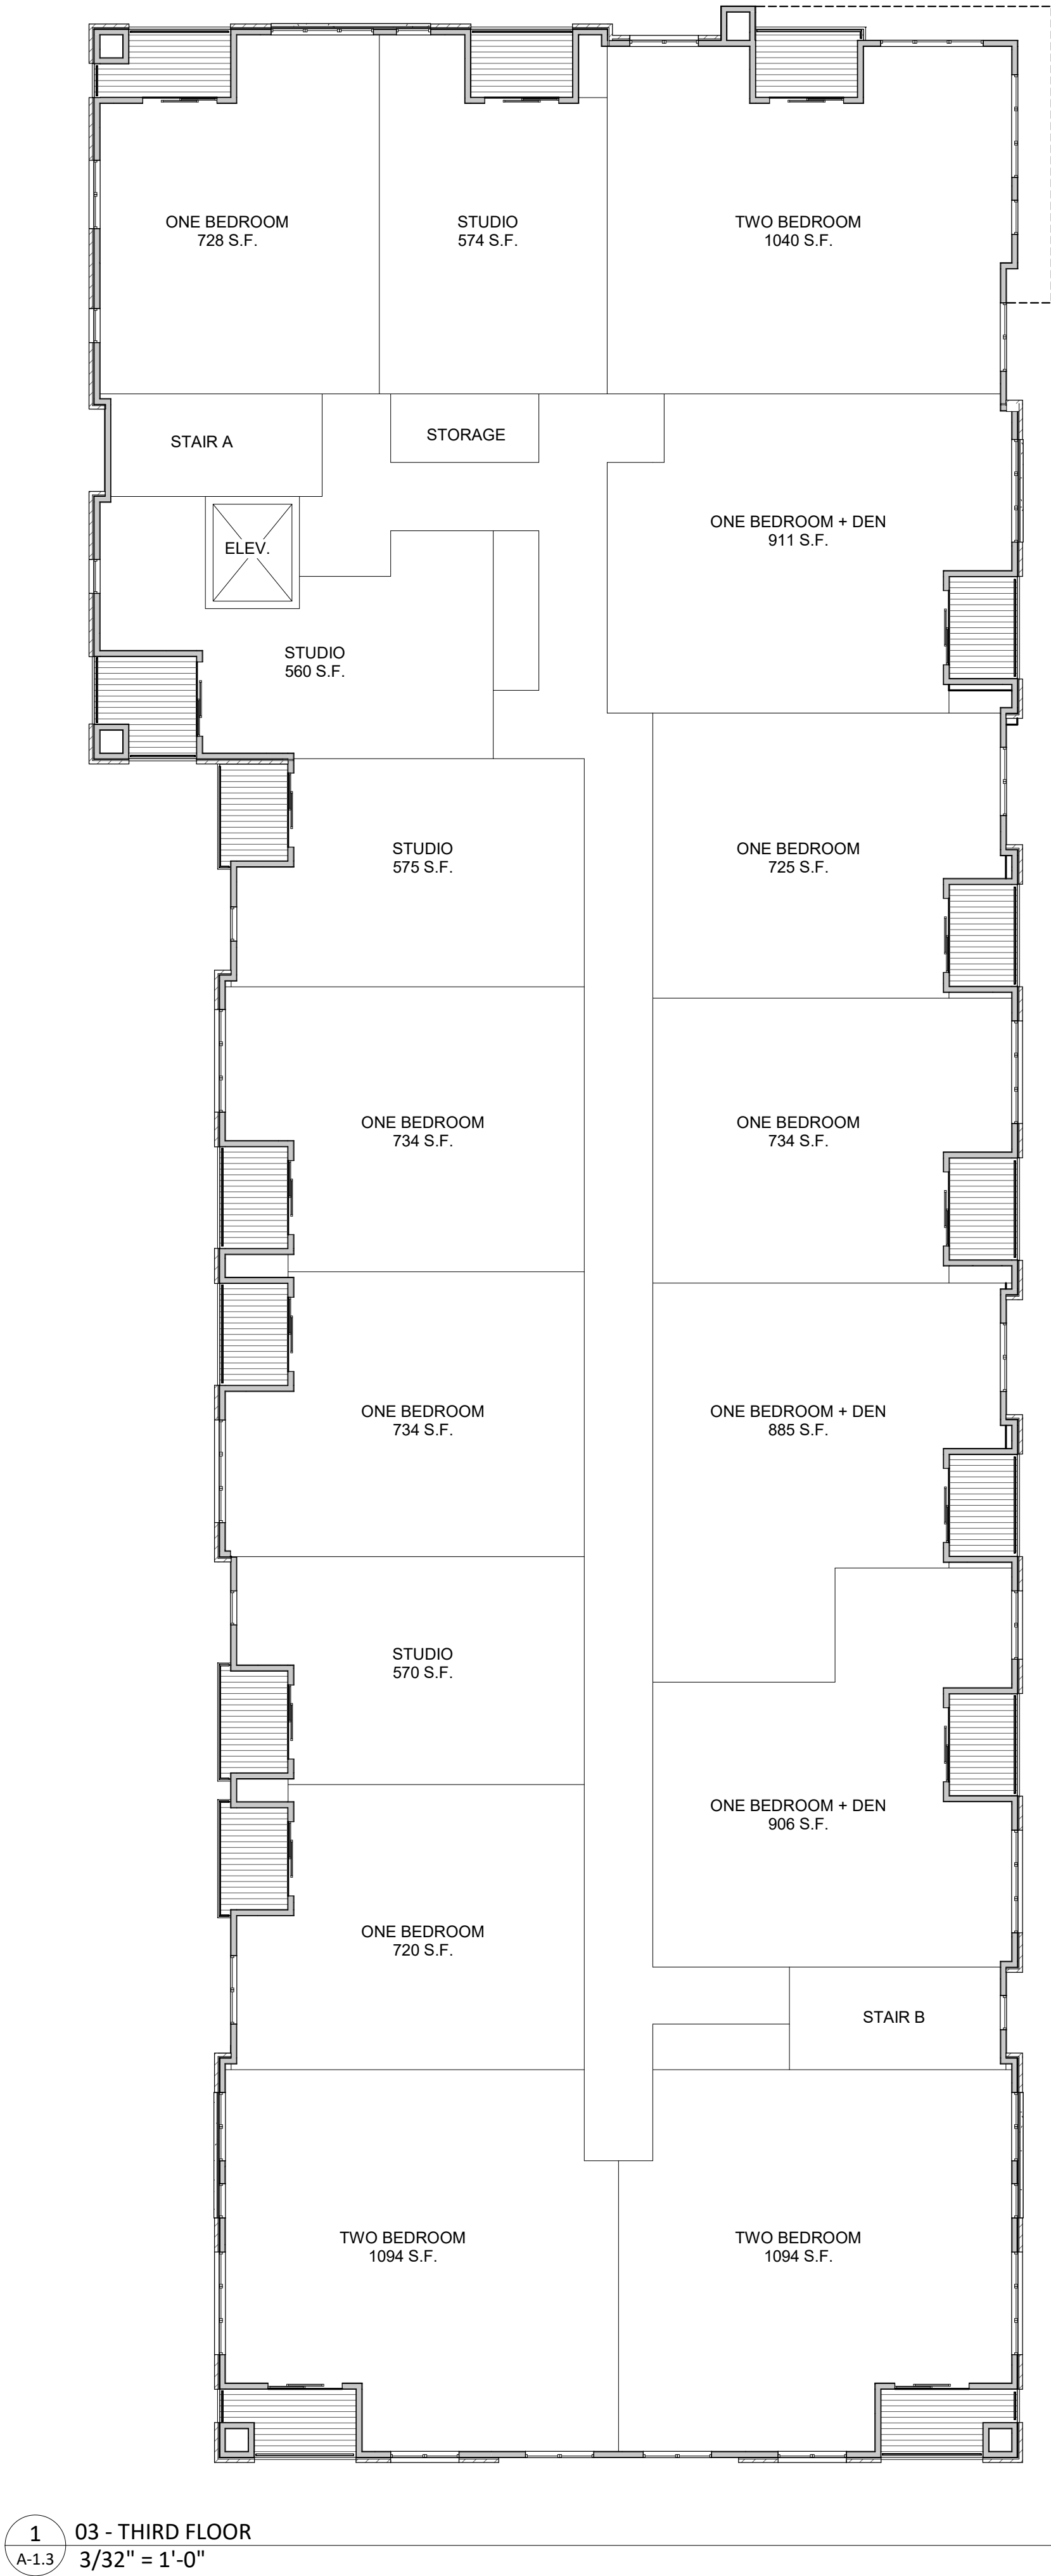 ONE BEDROOM
728 S.F.
STUDIO
574 S.F.
TWO BEDROOM
1040 S.F.
STAIR A
STORAGE
ELEV.
ONE BEDROOM + DEN
911 S.F.
STUDIO
560 S.F.
STUDIO
575 S.F.
ONE BEDROOM
725 S.F.
ONE BEDROOM
734 S.F.
ONE BEDROOM
734 S.F.
ONE BEDROOM
734 S.F.
ONE BEDROOM + DEN
885 S.F.
STUDIO
570 S.F.
ONE BEDROOM + DEN
906 S.F.
ONE BEDROOM
720 S.F.
STAIR B
TWO BEDROOM
1094 S.F.
TWO BEDROOM
1094 S.F.
1
A-1.3
03 - THIRD FLOOR
3/32" = 1'-0"